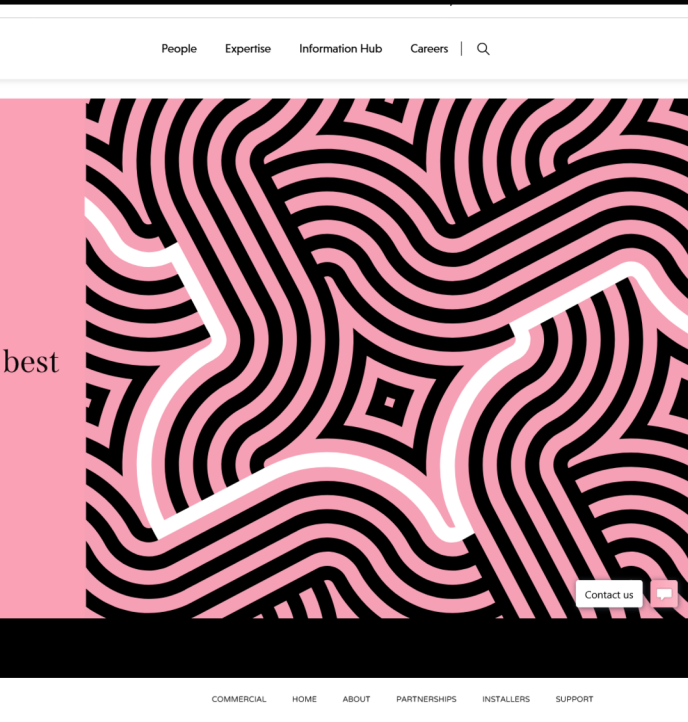 People Expertise Information Hub Careers
best
Contact us
COMMERCIAL HOME ABOUT PARTNERSHIPS INSTALLERS SUPPORT